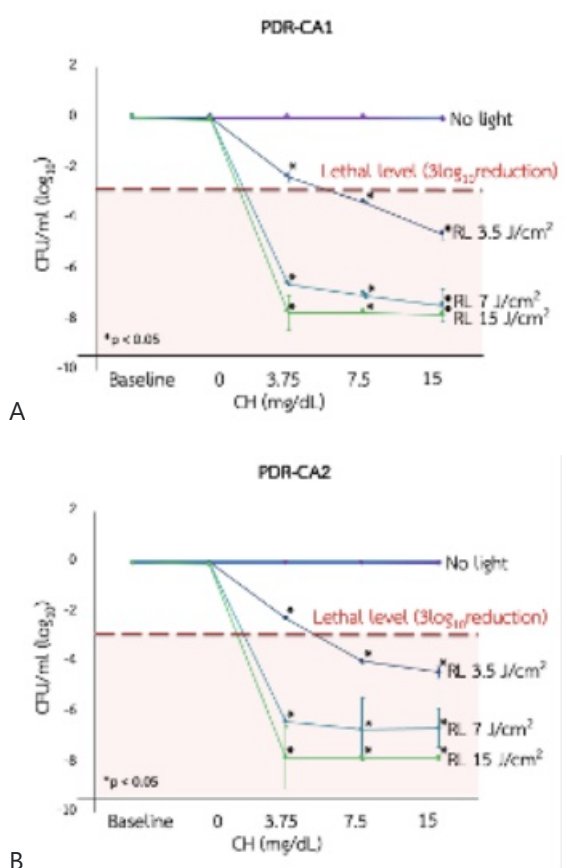 PDR-CA1
2
0
-2
-4
-6
-8
-10
CFU/ml (log10)
No light
Lethal level (3log10reduction)
RL 3.5 J/cm²
RL 7 J/cm²
RL 15 J/cm²
*p < 0.05
Baseline 0 3.75 7.5 15
CH (mg/dL)
A
PDR-CA2
2
0
-2
-4
-6
-8
-10
CFU/ml (log10)
No light
Lethal level (3log10reduction)
RL 3.5 J/cm²
RL 7 J/cm²
RL 15 J/cm²
*p < 0.05
Baseline 0 3.75 7.5 15
CH (mg/dL)
B